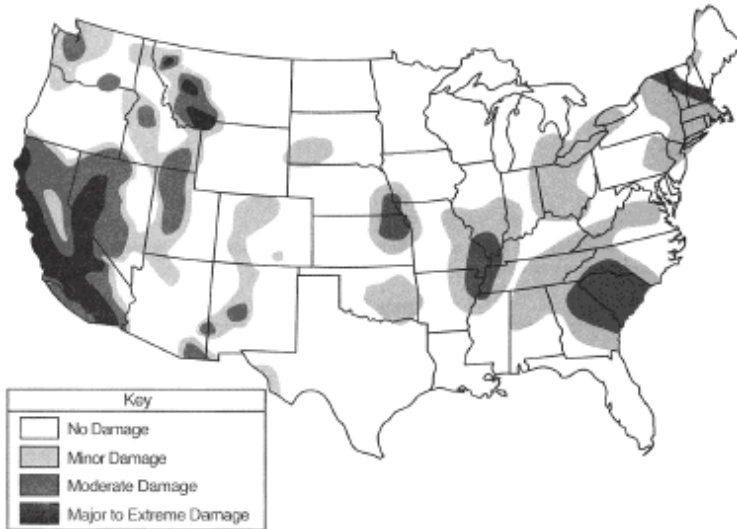 Key
No Damage
Minor Damage
Moderate Damage
Major to Extreme Damage